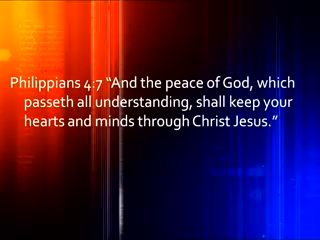 Philippians 4:7 “And the peace of God, which
passeth all understanding, shall keep your
hearts and minds through Christ Jesus.”